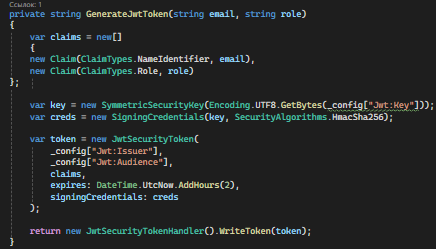 Ссылок: 1
private string GenerateJwtToken(string email, string role)
{
    var claims = new[]
    {
    new Claim(ClaimTypes.NameIdentifier, email),
    new Claim(ClaimTypes.Role, role)
};

    var key = new SymmetricSecurityKey(Encoding.UTF8.GetBytes(_config["Jwt:Key"]));
    var creds = new SigningCredentials(key, SecurityAlgorithms.HmacSha256);

    var token = new JwtSecurityToken(
        _config["Jwt:Issuer"],
        _config["Jwt:Audience"],
        claims,
        expires: DateTime.UtcNow.AddHours(2),
        signingCredentials: creds
    );

    return new JwtSecurityTokenHandler().WriteToken(token);
}